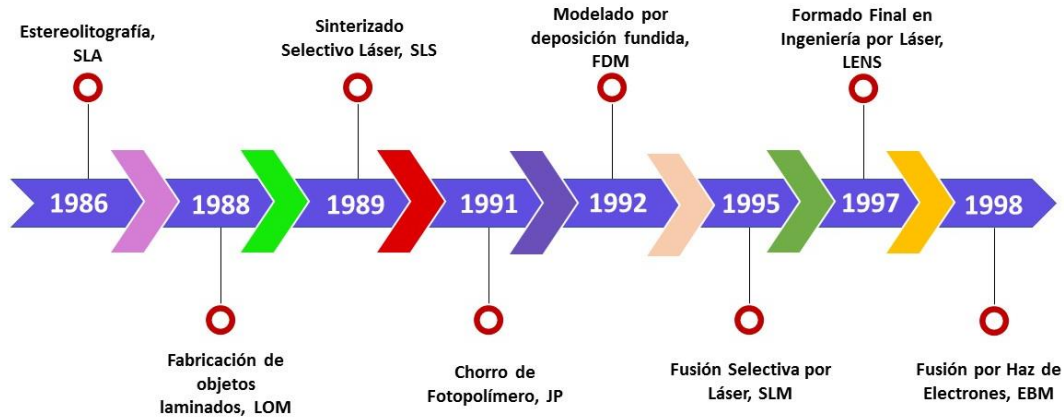 Estereolitografía,
SLA
Sinterizado
Selectivo Láser, SLS
Modelado por
deposición fundida,
FDM
Formado Final en
Ingeniería por Láser,
LENS
1986
1988
1989
1991
1992
1995
1997
1998
Fabricación de
objetos
laminados, LOM
Chorro de
Fotopolímero, JP
Fusión Selectiva por
Láser, SLM
Fusión por Haz de
Electrones, EBM